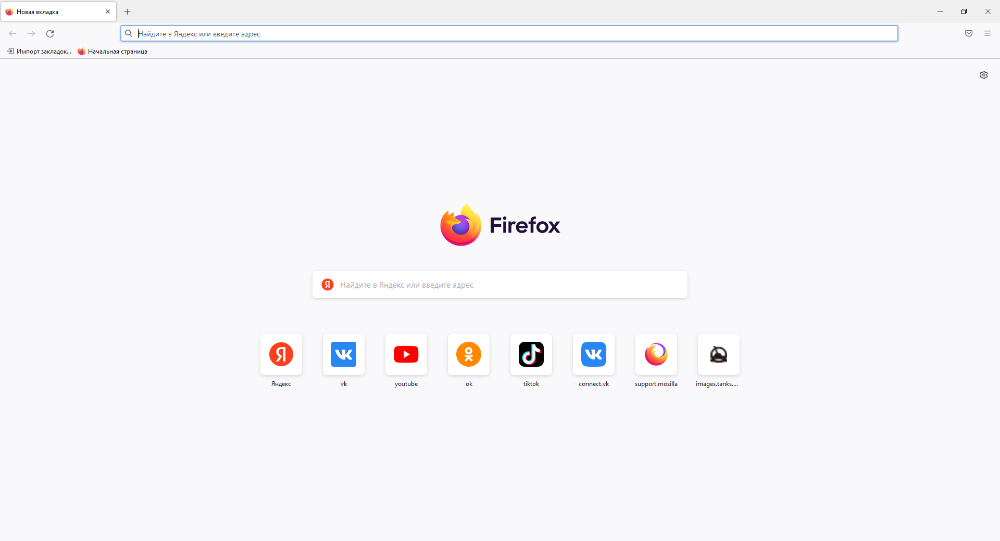 Новая вкладка
Найдите в Яндекс или введите адрес
Импорт закладок...
Начальная страница
Firefox
Я
Найдите в Яндекс или введите адрес
Я
Яндекс
vk
youtube
ok
tiktok
connect.vk
support.mozilla
images.tanks....